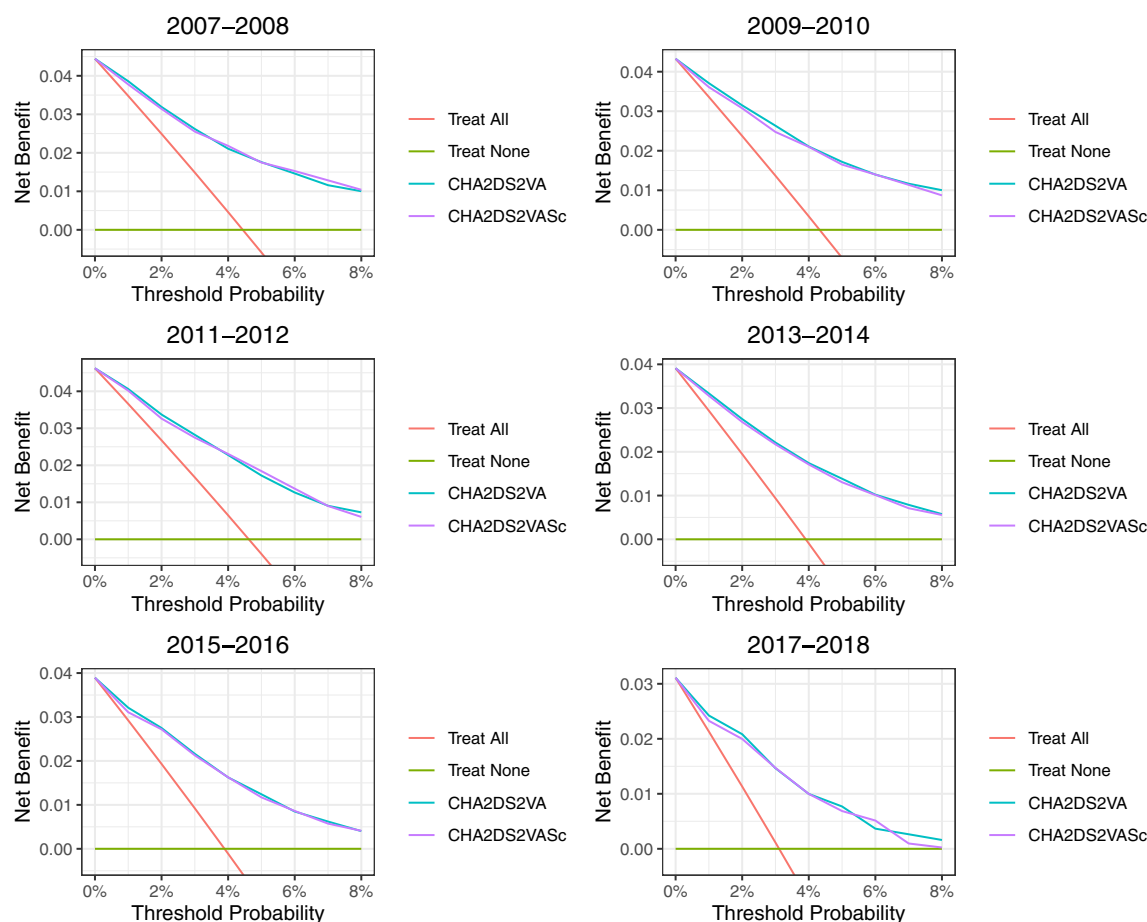 2007–2008
Net Benefit
0.04
0.03
0.02
0.01
0.00
0% 2% 4% 6% 8%
Threshold Probability
Treat All
Treat None
CHA2DS2VA
CHA2DS2VASc
2009–2010
Net Benefit
0.04
0.03
0.02
0.01
0.00
0% 2% 4% 6% 8%
Threshold Probability
Treat All
Treat None
CHA2DS2VA
CHA2DS2VASc
2011–2012
Net Benefit
0.04
0.03
0.02
0.01
0.00
0% 2% 4% 6% 8%
Threshold Probability
Treat All
Treat None
CHA2DS2VA
CHA2DS2VASc
2013–2014
Net Benefit
0.04
0.03
0.02
0.01
0.00
0% 2% 4% 6% 8%
Threshold Probability
Treat All
Treat None
CHA2DS2VA
CHA2DS2VASc
2015–2016
Net Benefit
0.04
0.03
0.02
0.01
0.00
0% 2% 4% 6% 8%
Threshold Probability
Treat All
Treat None
CHA2DS2VA
CHA2DS2VASc
2017–2018
Net Benefit
0.03
0.02
0.01
0.00
0% 2% 4% 6% 8%
Threshold Probability
Treat All
Treat None
CHA2DS2VA
CHA2DS2VASc